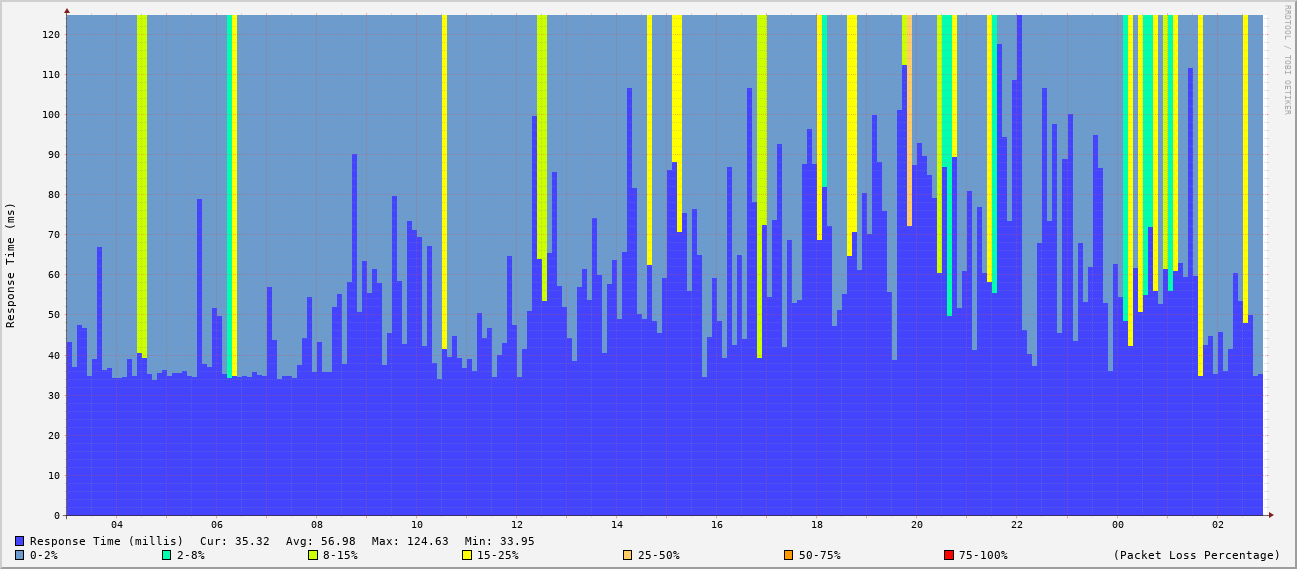 RRDTOOL / TOBI OETIKER
Response Time (ms)
120
110
100
90
80
70
60
50
40
30
20
10
0
04 06 08 10 12 14 16 18 20 22 00 02
Response Time (millis) Cur: 35.32 Avg: 56.98 Max: 124.63 Min: 33.95
0-2% 2-8% 8-15% 15-25% 25-50% 50-75% 75-100% (Packet Loss Percentage)